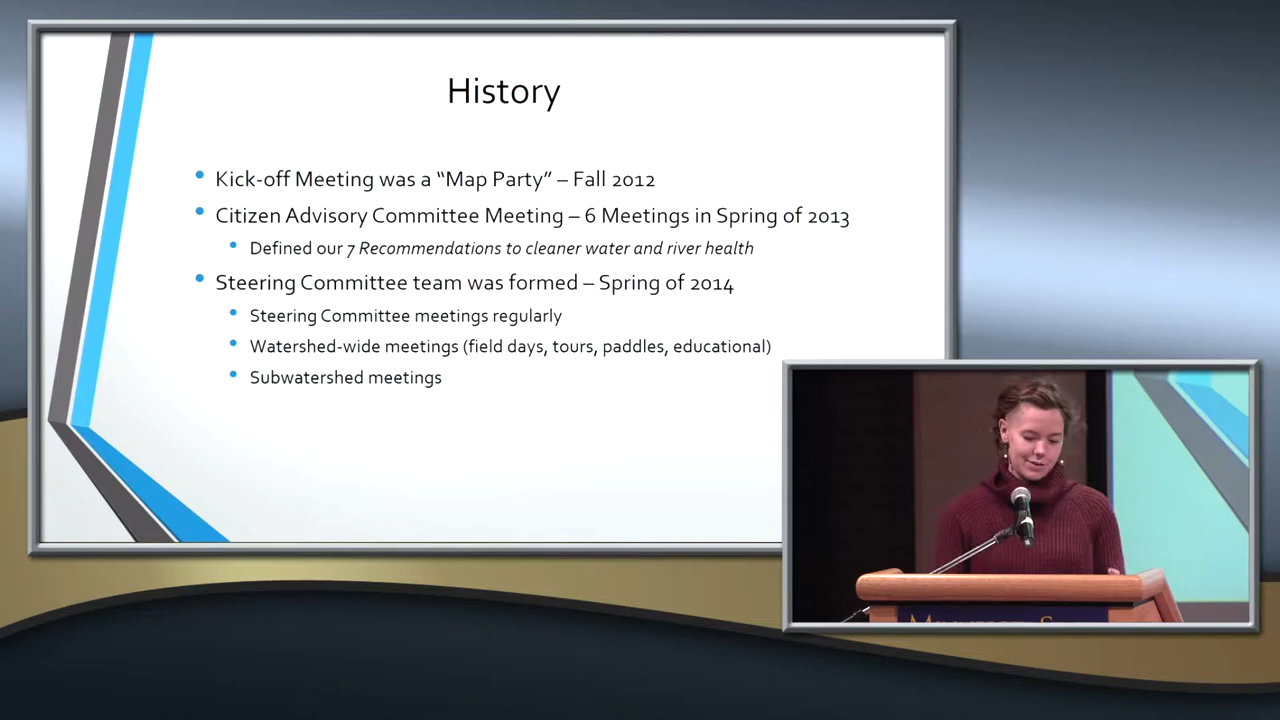 History
Kick-off Meeting was a “Map Party” – Fall 2012
Citizen Advisory Committee Meeting – 6 Meetings in Spring of 2013
Defined our 7 Recommendations to cleaner water and river health
Steering Committee team was formed – Spring of 2014
Steering Committee meetings regularly
Watershed-wide meetings (field days, tours, paddles, educational)
Subwatershed meetings